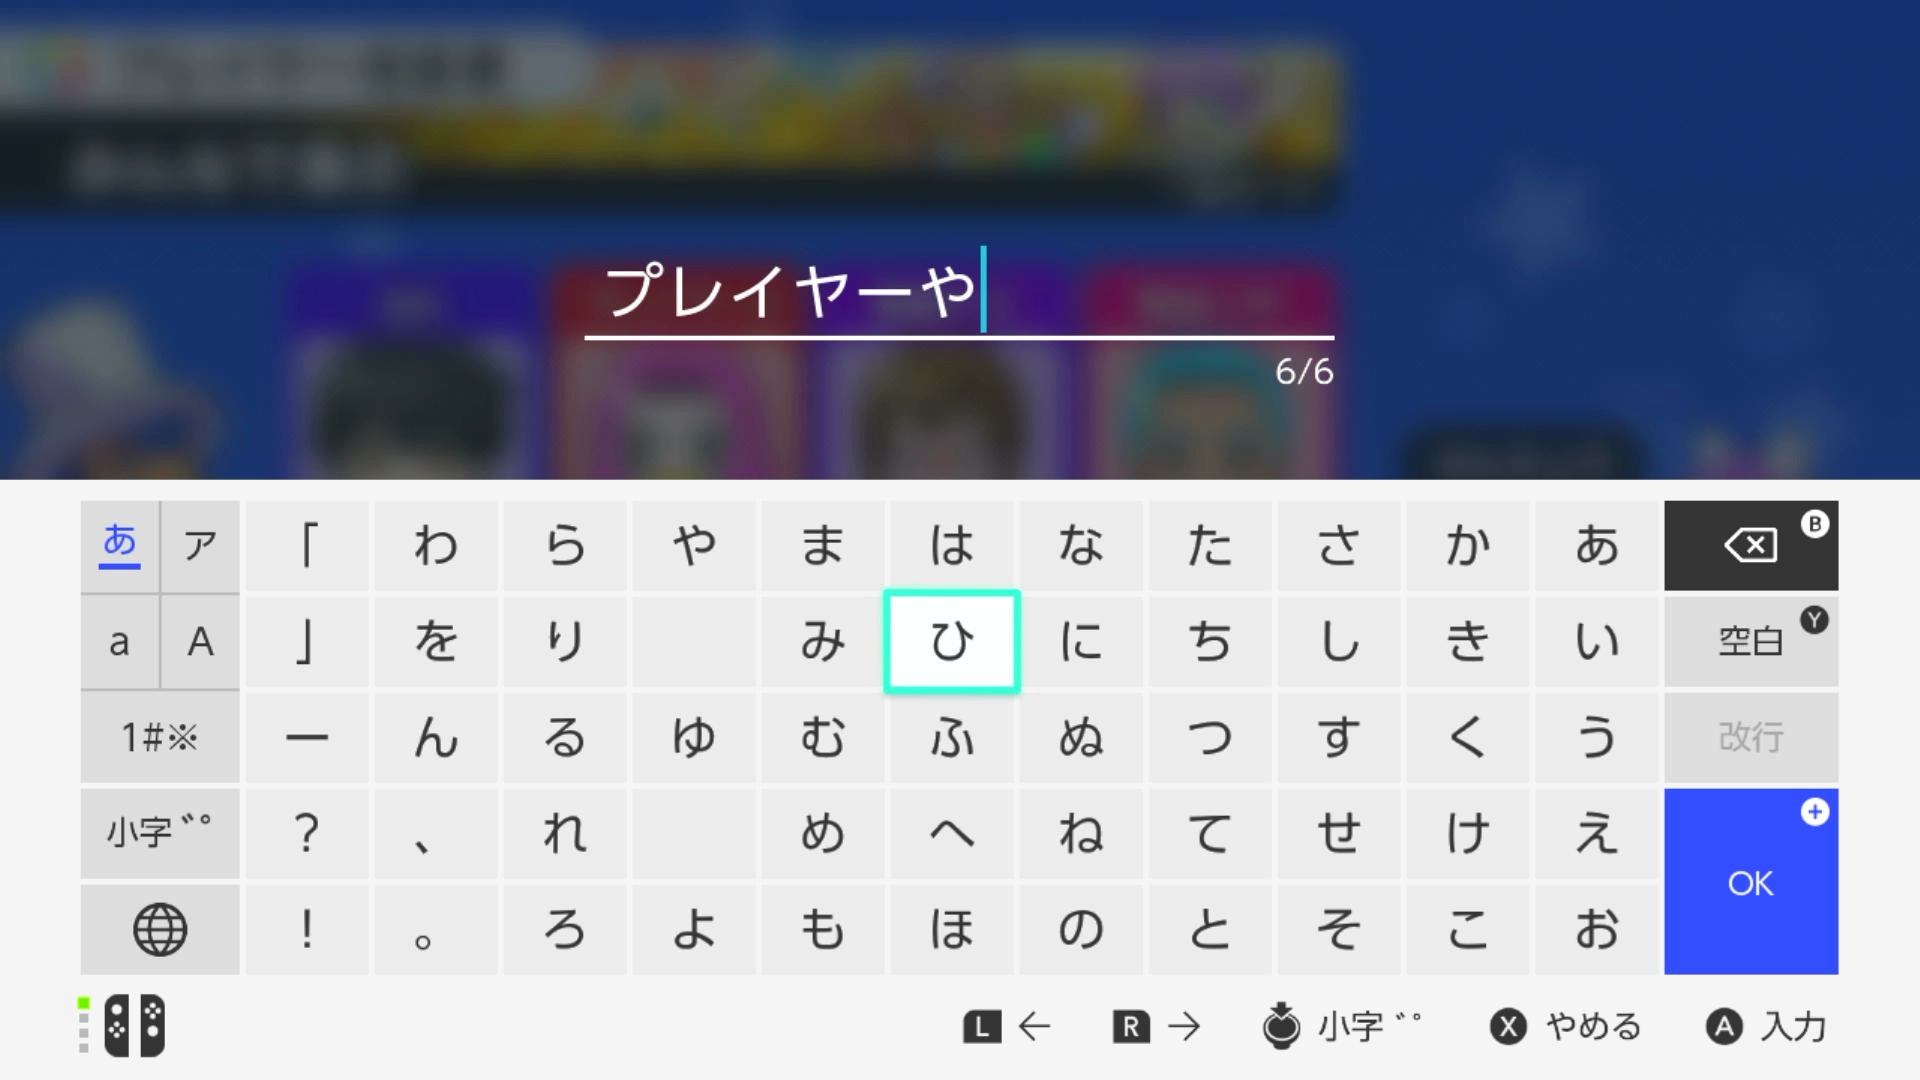 プレイヤーや
6/6
あ ア 「 わ ら や ま は な た さ か あ B
a A 」 を り み ひ に ち し き い 空白 Y
1#※ ー ん る ゆ む ふ ぬ つ す く う 改行
小字゛゜ ? 、 れ め へ ね て せ け え
! 。 ろ よ も ほ の と そ こ お OK
L ← R → 小字゛゜ X やめる A 入力